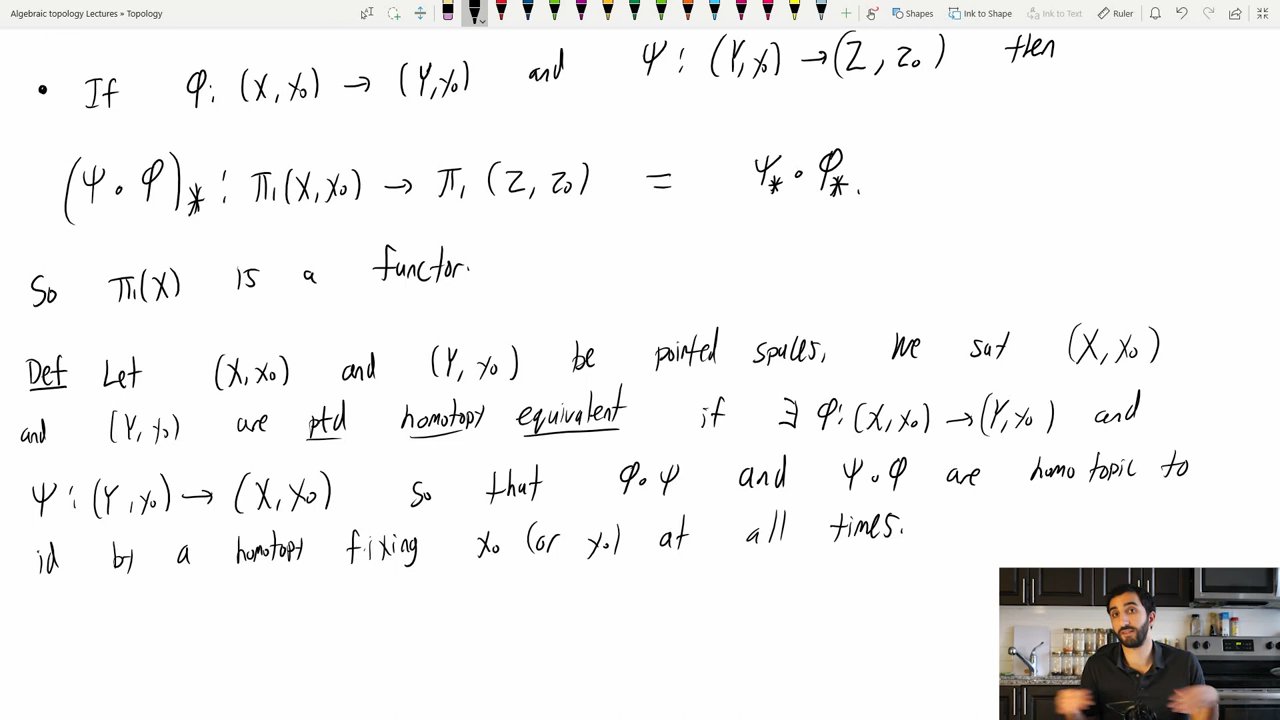 Algebraic topology Lectures » Topology
Shapes Ink to Shape Ink to Text Ruler
• If φ: (X, x₀) → (Y, y₀) and ψ: (Y, y₀) → (Z, z₀) then
(ψ ∘ φ)_* : π₁(X, x₀) → π₁(Z, z₀) = ψ_* ∘ φ_*.
So π₁(X) is a functor.
Def Let (X, x₀) and (Y, y₀) be pointed spaces, We say (X, x₀)
and (Y, y₀) are ptd homotopy equivalent if ∃ φ: (X, x₀) → (Y, y₀) and
ψ: (Y, y₀) → (X, x₀) so that φ ∘ ψ and ψ ∘ φ are homotopic to
id by a homotopy fixing x₀ (or y₀) at all times.